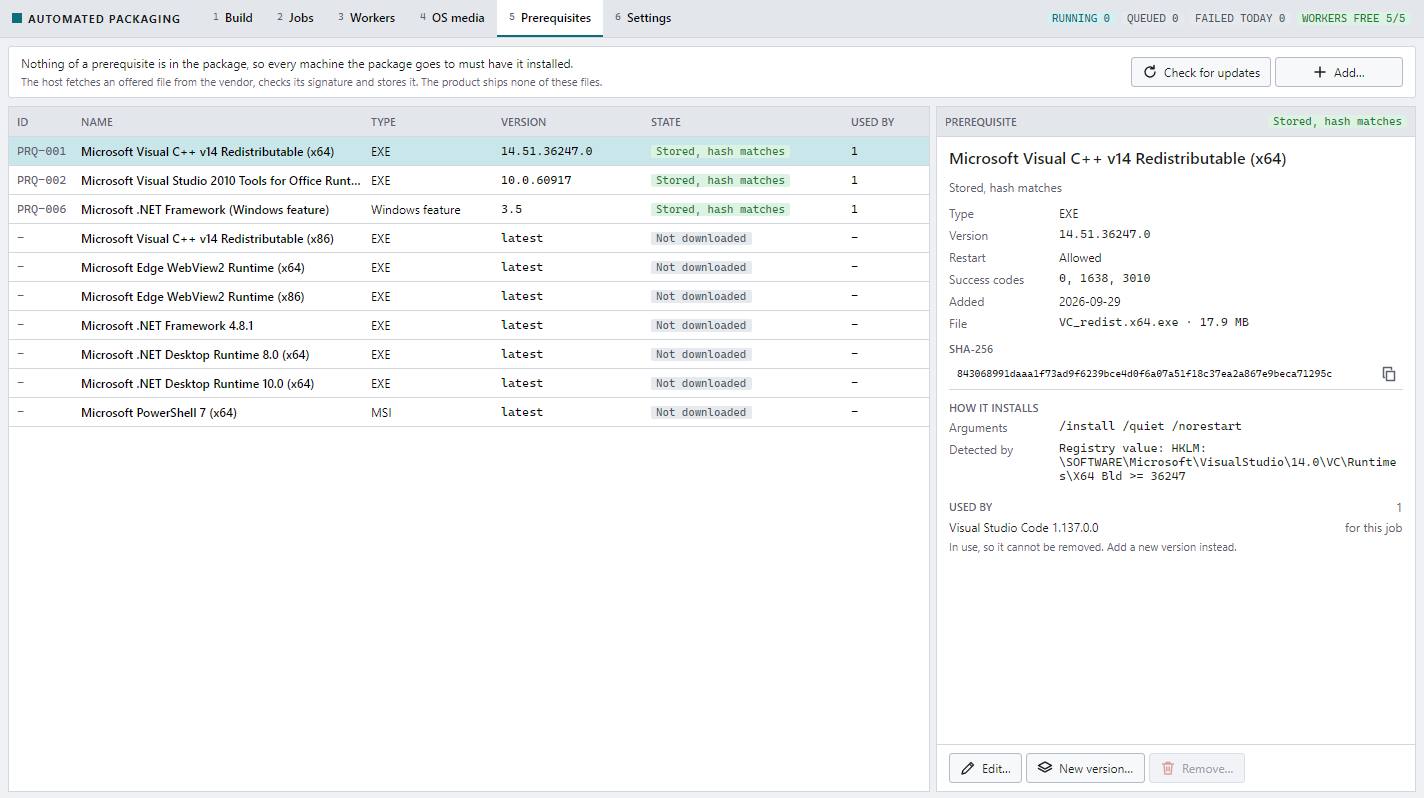 AUTOMATED PACKAGING
1 Build
2 Jobs
3 Workers
4 OS media
5 Prerequisites
6 Settings
RUNNING 0
QUEUED 0
FAILED TODAY 0
WORKERS FREE 5/5
Nothing of a prerequisite is in the package, so every machine the package goes to must have it installed.
The host fetches an offered file from the vendor, checks its signature and stores it. The product ships none of these files.
Check for updates
Add...
ID NAME TYPE VERSION STATE USED BY
PRQ-001 Microsoft Visual C++ v14 Redistributable (x64) EXE 14.51.36247.0 Stored, hash matches 1
PRQ-002 Microsoft Visual Studio 2010 Tools for Office Runt... EXE 10.0.60917 Stored, hash matches 1
PRQ-006 Microsoft .NET Framework (Windows feature) Windows feature 3.5 Stored, hash matches 1
– Microsoft Visual C++ v14 Redistributable (x86) EXE latest Not downloaded –
– Microsoft Edge WebView2 Runtime (x64) EXE latest Not downloaded –
– Microsoft Edge WebView2 Runtime (x86) EXE latest Not downloaded –
– Microsoft .NET Framework 4.8.1 EXE latest Not downloaded –
– Microsoft .NET Desktop Runtime 8.0 (x64) EXE latest Not downloaded –
– Microsoft .NET Desktop Runtime 10.0 (x64) EXE latest Not downloaded –
– Microsoft PowerShell 7 (x64) MSI latest Not downloaded –
PREREQUISITE Stored, hash matches
Microsoft Visual C++ v14 Redistributable (x64)
Stored, hash matches
Type EXE
Version 14.51.36247.0
Restart Allowed
Success codes 0, 1638, 3010
Added 2026-09-29
File VC_redist.x64.exe · 17.9 MB
SHA-256
843068991daaa1f73ad9f6239bce4d0f6a07a51f18c37ea2a867e9beca71295c
HOW IT INSTALLS
Arguments /install /quiet /norestart
Detected by Registry value: HKLM:
\SOFTWARE\Microsoft\VisualStudio\14.0\VC\Runtime
s\X64 Bld >= 36247
USED BY 1
Visual Studio Code 1.137.0.0 for this job
In use, so it cannot be removed. Add a new version instead.
Edit...
New version...
Remove...